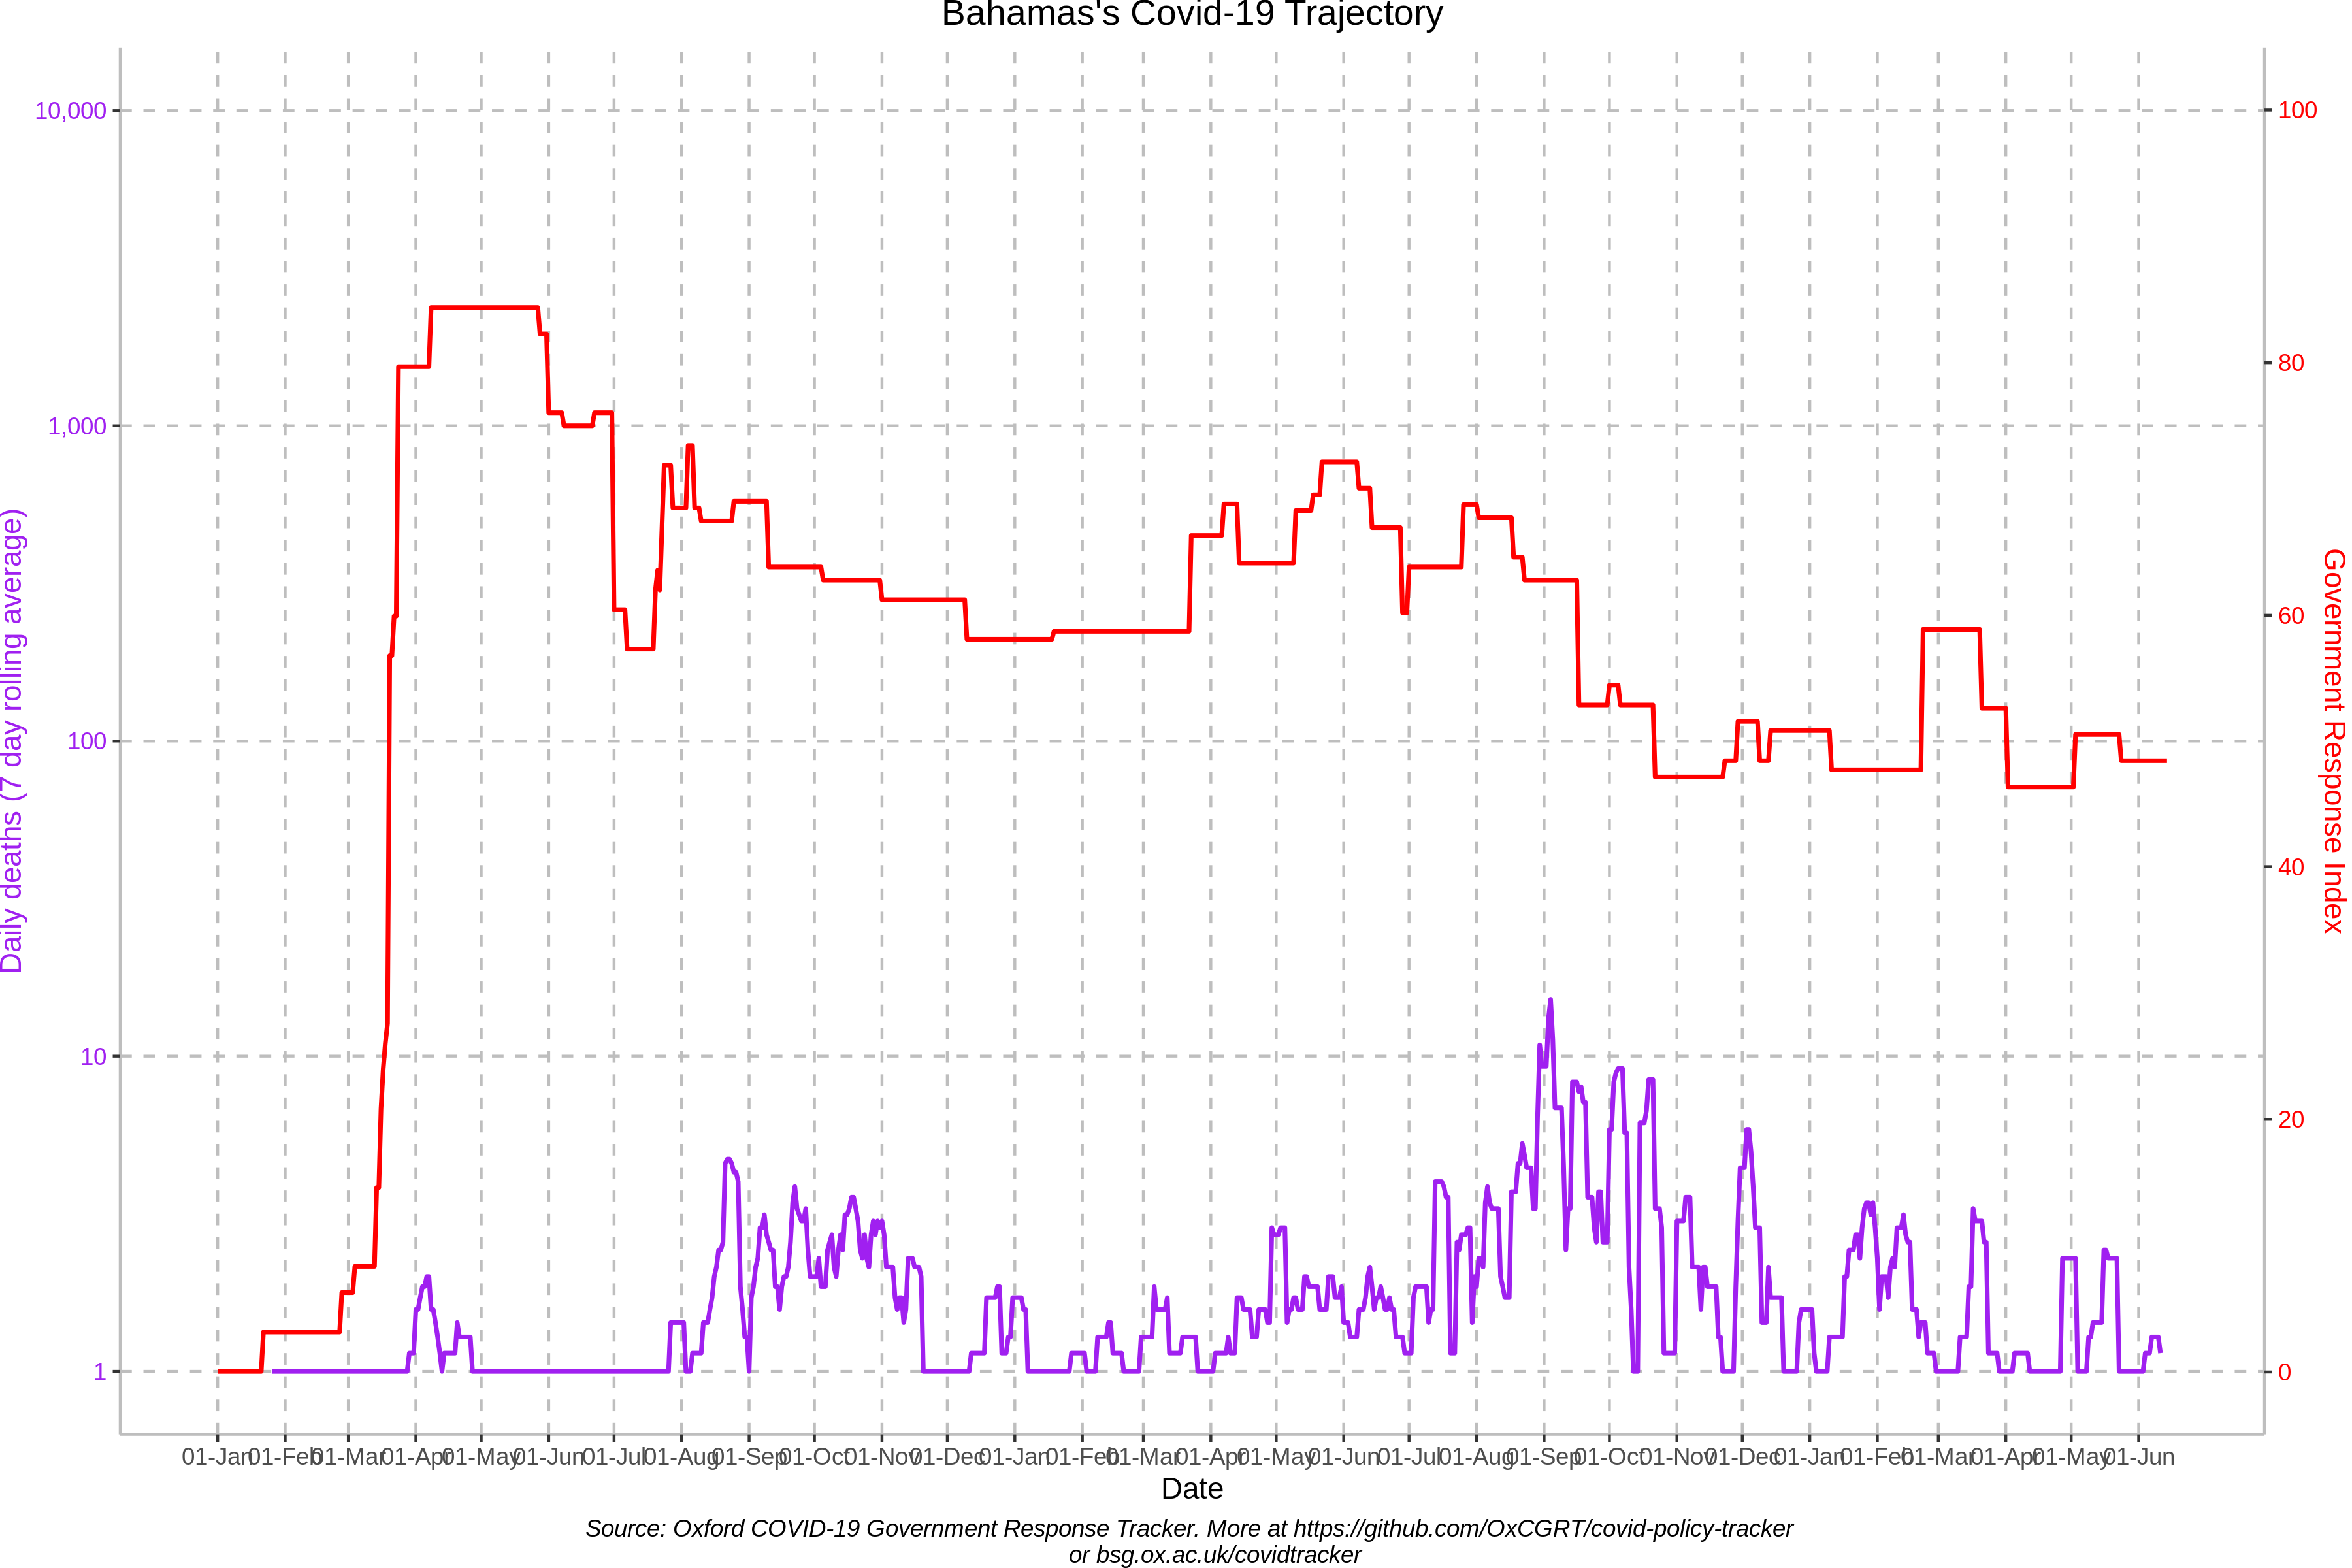 Bahamas's Covid-19 Trajectory
10,000
1,000
100
10
1
Daily deaths (7 day rolling average)
100
80
60
40
20
0
Government Response Index
01-Jan 01-Feb 01-Mar 01-Apr 01-May 01-Jun 01-Jul 01-Aug 01-Sep 01-Oct 01-Nov 01-Dec 01-Jan 01-Feb 01-Mar 01-Apr 01-May 01-Jun 01-Jul 01-Aug 01-Sep 01-Oct 01-Nov 01-Dec 01-Jan 01-Feb 01-Mar 01-Apr 01-May 01-Jun
Date
Source: Oxford COVID-19 Government Response Tracker. More at https://github.com/OxCGRT/covid-policy-tracker
or bsg.ox.ac.uk/covidtracker